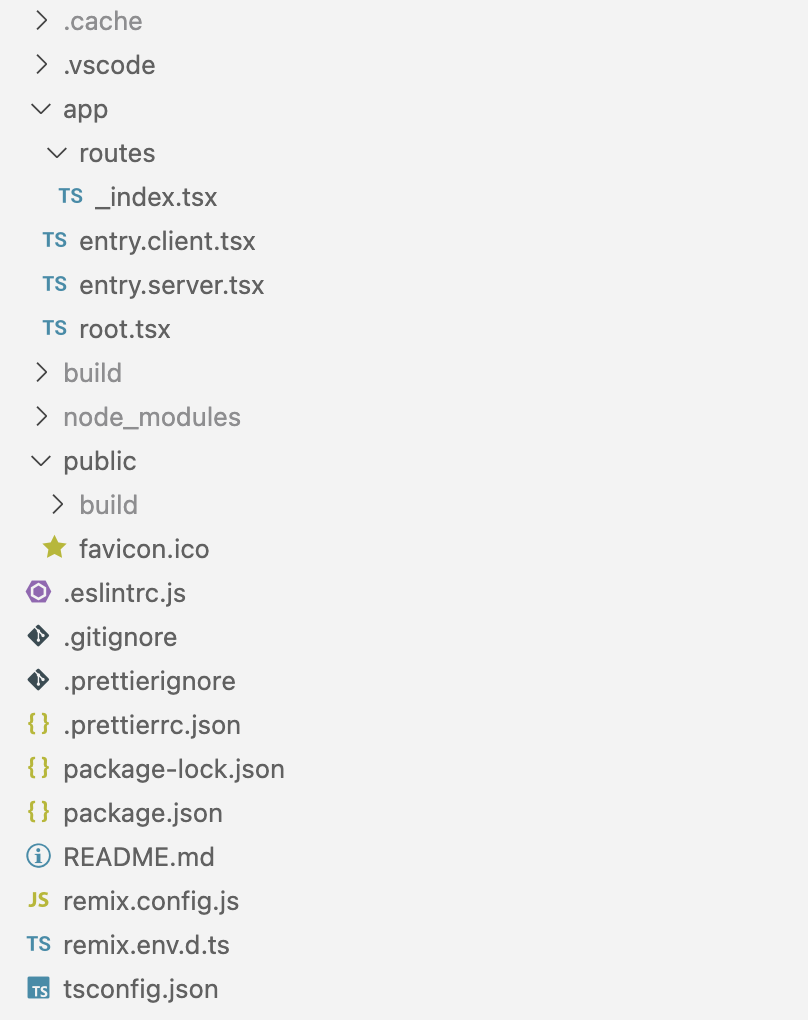 .cache
.vscode
app
routes
TS _index.tsx
TS entry.client.tsx
TS entry.server.tsx
TS root.tsx
build
node_modules
public
build
favicon.ico
.eslintrc.js
.gitignore
.prettierignore
{} .prettierrc.json
{} package-lock.json
{} package.json
README.md
JS remix.config.js
TS remix.env.d.ts
TS tsconfig.json